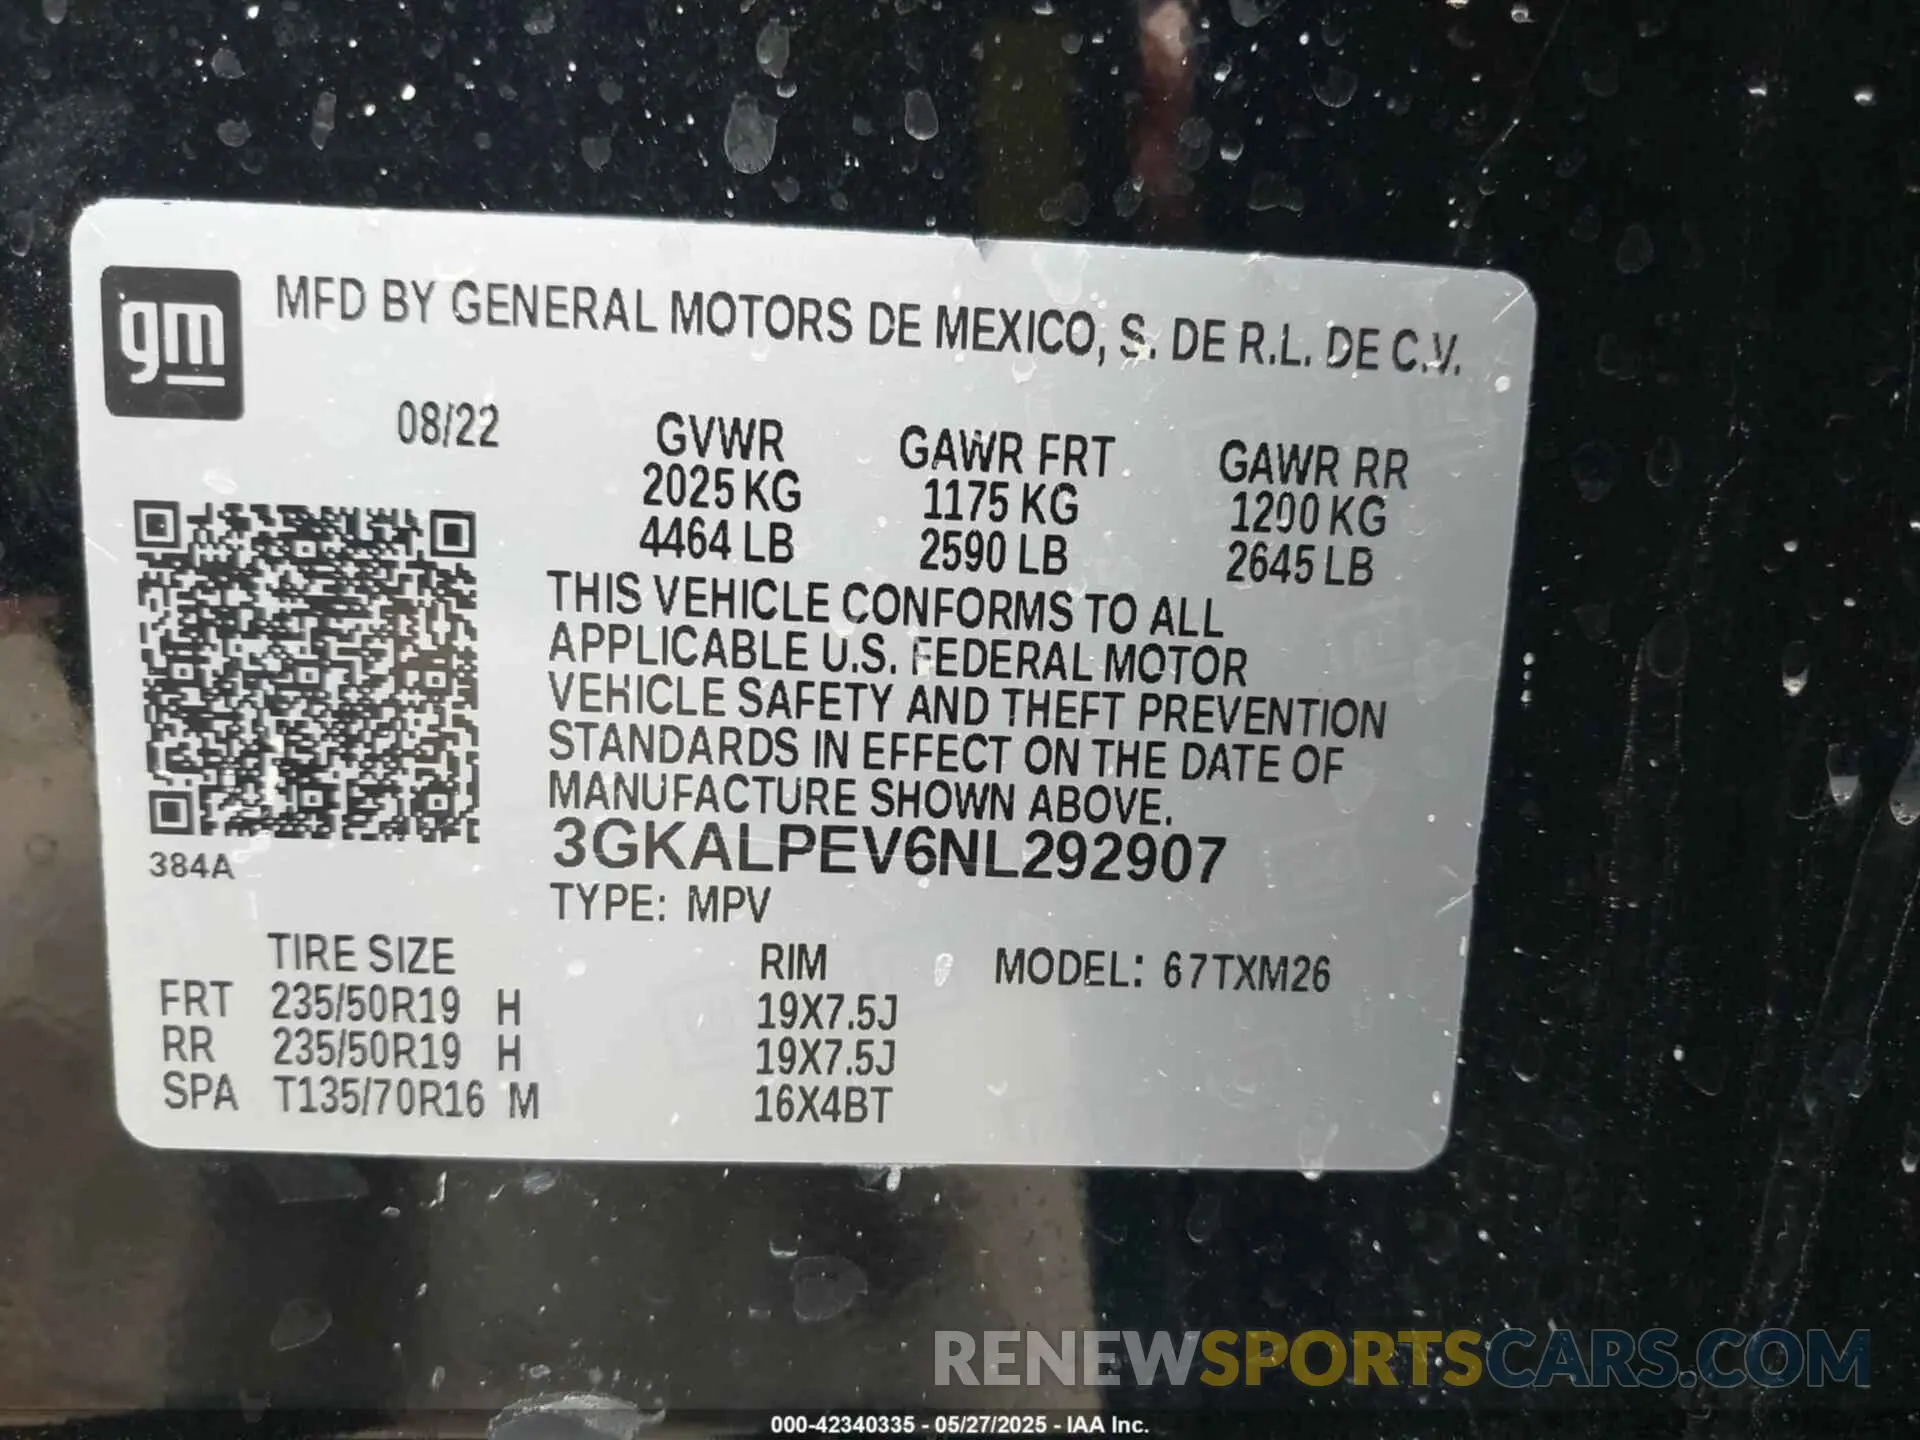 gm
MFD BY GENERAL MOTORS DE MEXICO, S. DE R.L. DE C.V.
08/22
GVWR GAWR FRT GAWR RR
2025 KG 1175 KG 1200 KG
4464 LB 2590 LB 2645 LB
THIS VEHICLE CONFORMS TO ALL
APPLICABLE U.S. FEDERAL MOTOR
VEHICLE SAFETY AND THEFT PREVENTION
STANDARDS IN EFFECT ON THE DATE OF
MANUFACTURE SHOWN ABOVE.
3GKALPEV6NL292907
384A
TYPE: MPV
TIRE SIZE RIM MODEL: 67TXM26
FRT 235/50R19 H 19X7.5J
RR 235/50R19 H 19X7.5J
SPA T135/70R16 M 16X4BT
RENEWSPORTSCARS.COM
000-42340335 - 05/27/2025 - IAA Inc.